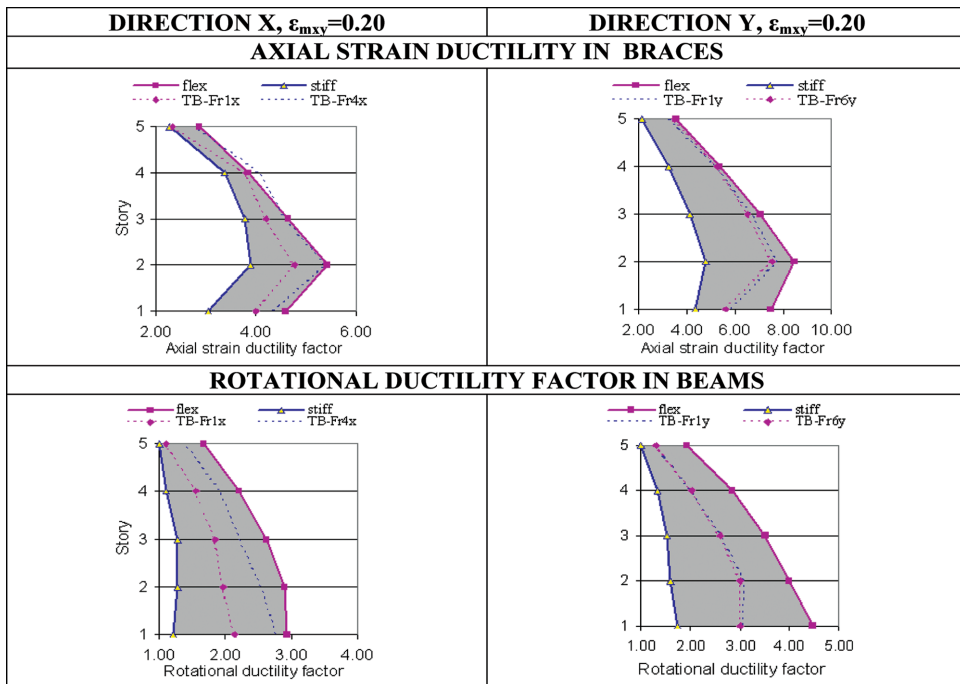 DIRECTION X, εmxy=0.20
DIRECTION Y, εmxy=0.20
AXIAL STRAIN DUCTILITY IN BRACES
flex stiff
TB-Fr1x TB-Fr4x
5
4
3
2
1
Story
2.00 4.00 6.00
Axial strain ductility factor
flex stiff
TB-Fr1y TB-Fr6y
5
4
3
2
1
2.00 4.00 6.00 8.00 10.00
Axial strain ductility factor
ROTATIONAL DUCTILITY FACTOR IN BEAMS
flex stiff
TB-Fr1x TB-Fr4x
5
4
3
2
1
Story
1.00 2.00 3.00 4.00
Rotational ductility factor
flex stiff
TB-Fr1y TB-Fr6y
5
4
3
2
1
1.00 2.00 3.00 4.00 5.00
Rotational ductility factor